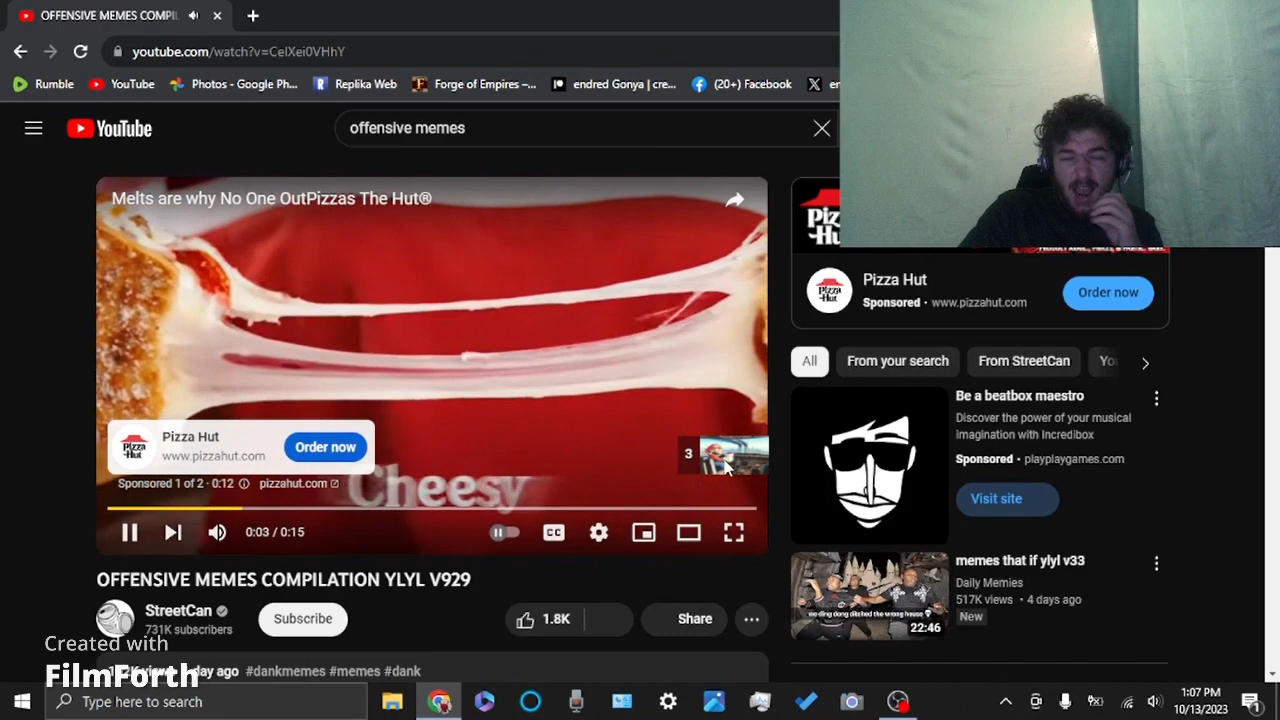 OFFENSIVE MEMES COMPIL
youtube.com/watch?v=CelXei0VHhY
Rumble
YouTube
Photos - Google Ph...
Replika Web
Forge of Empires –...
endred Gonya | cre...
(20+) Facebook
YouTube
offensive memes
Melts are why No One OutPizzas The Hut®
Pizza Hut
www.pizzahut.com
Order now
3
Sponsored 1 of 2 · 0:12
pizzahut.com
Cheesy
0:03 / 0:15
CC
OFFENSIVE MEMES COMPILATION YLYL V929
StreetCan
731K subscribers
Subscribe
1.8K
Share
...
day ago #dankmemes #memes #dank
Created with
FilmForth
Pizza Hut
Sponsored · www.pizzahut.com
Order now
All
From your search
From StreetCan
Be a beatbox maestro
Discover the power of your musical
imagination with Incredibox
Sponsored · playplaygames.com
Visit site
memes that if ylyl v33
Daily Memies
517K views · 4 days ago
New
22:46
Type here to search
1:07 PM
10/13/2023
1